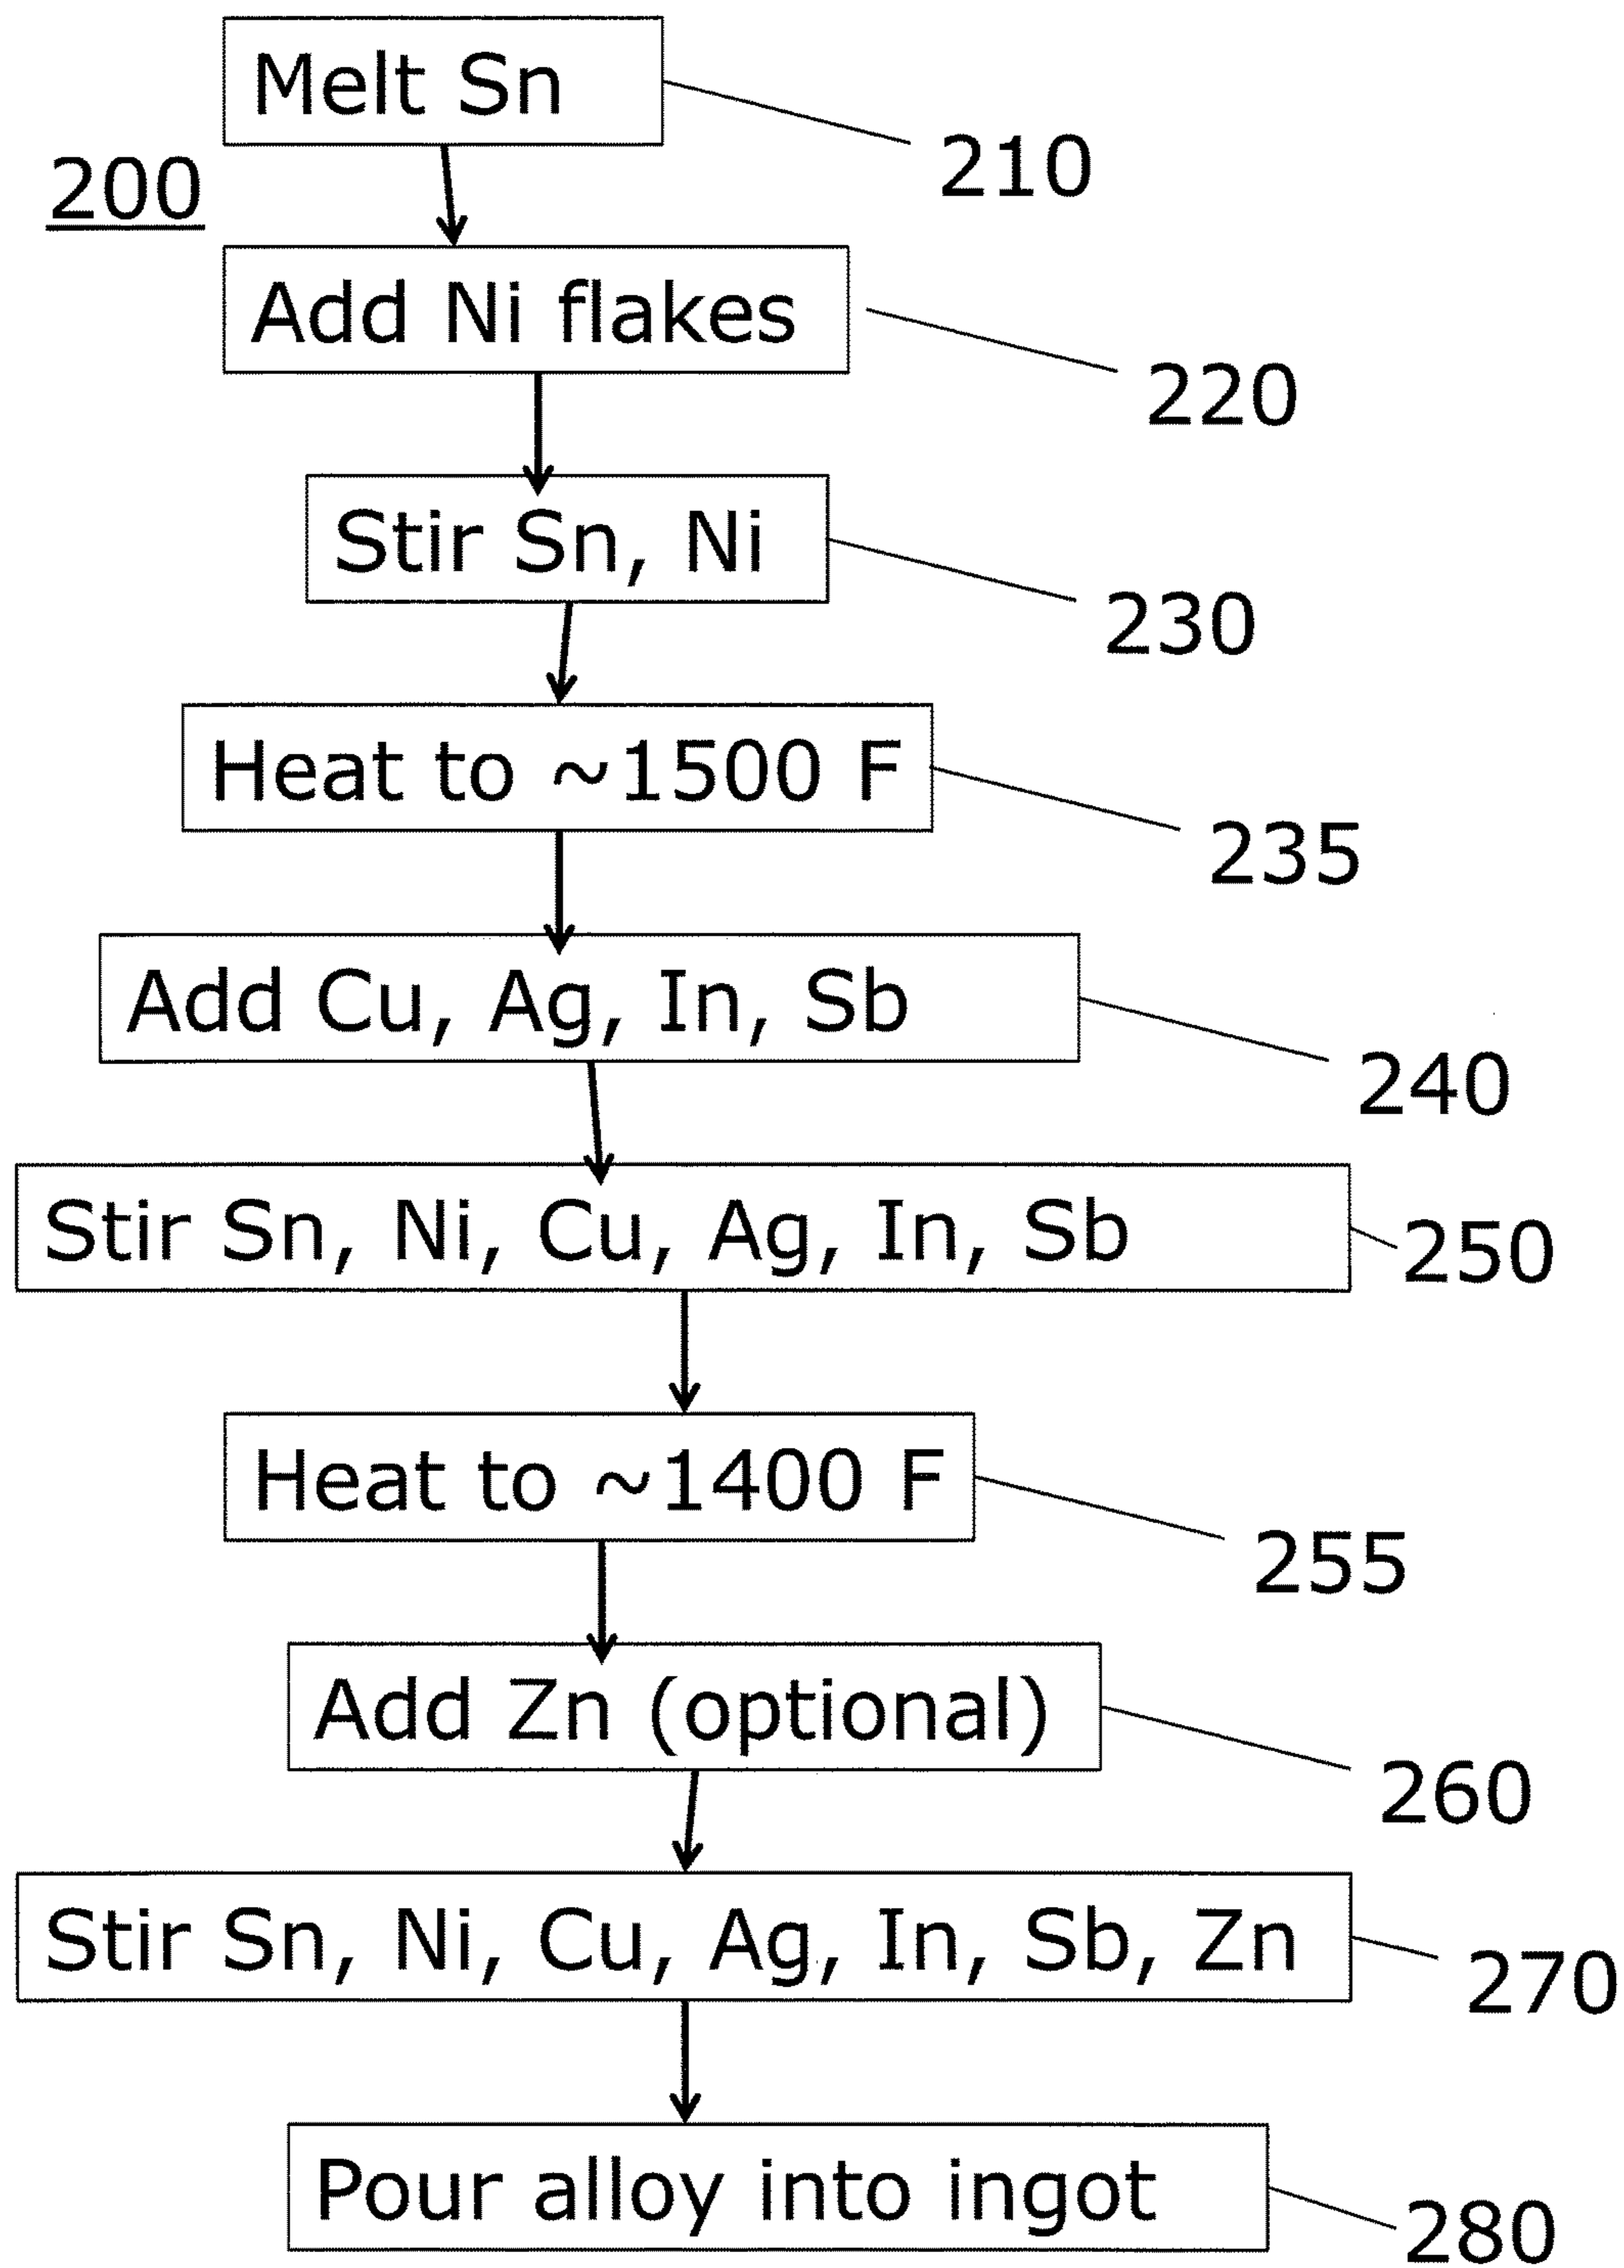 Melt Sn
210
200
Add Ni flakes
220
Stir Sn, Ni
230
Heat to ~1500 F
235
Add Cu, Ag, In, Sb
240
Stir Sn, Ni, Cu, Ag, In, Sb
250
Heat to ~1400 F
255
Add Zn (optional)
260
Stir Sn, Ni, Cu, Ag, In, Sb, Zn
270
Pour alloy into ingot
280